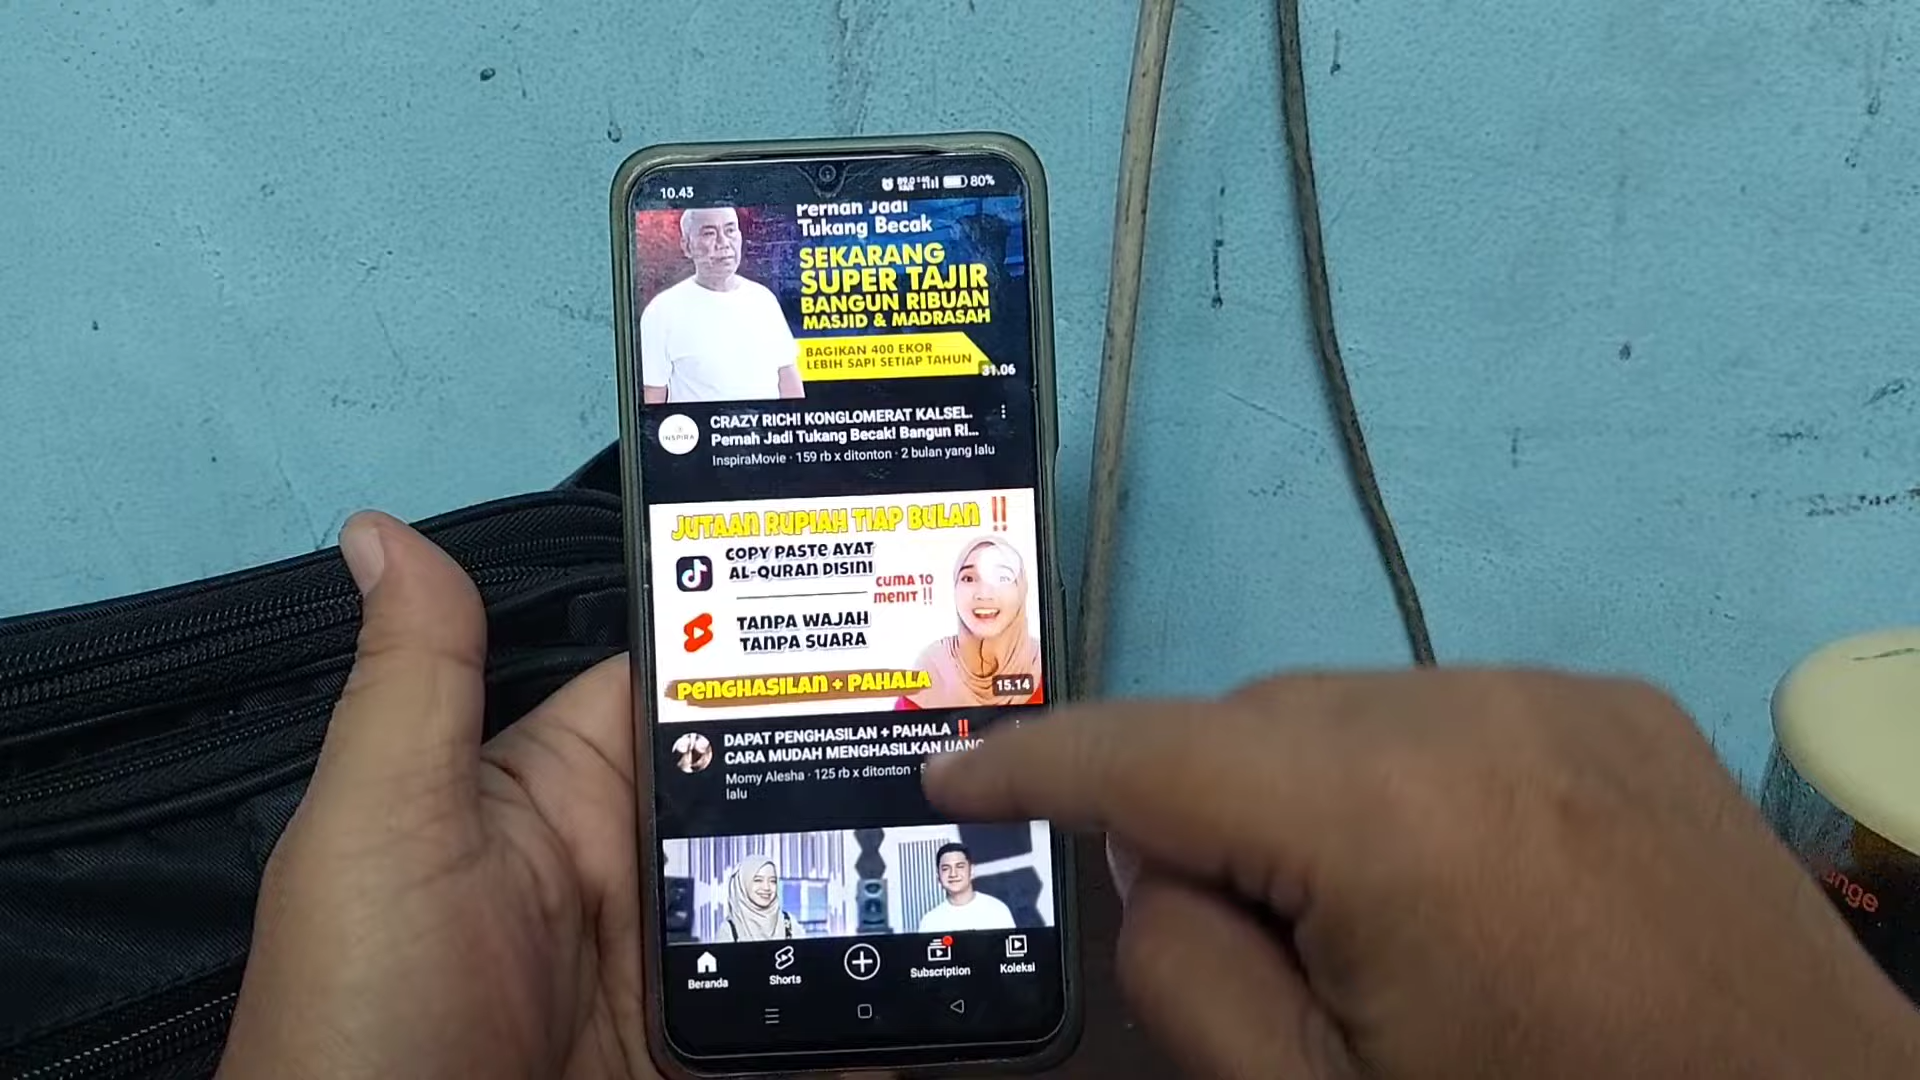 10.43
80%
Pernah Jadi
Tukang Becak
SEKARANG
SUPER TAJIR
BANGUN RIBUAN
MASJID & MADRASAH
BAGIKAN 400 EKOR
LEBIH SAPI SETIAP TAHUN
31.06
INSPIRA
CRAZY RICH! KONGLOMERAT KALSEL.
Pernah Jadi Tukang Becak! Bangun Ri...
InspiraMovie · 159 rb x ditonton · 2 bulan yang lalu
JUTAAN RUPIAH TIAP BULAN !!
COPY PASTE AYAT
AL-QURAN DISINI
CUMA 10
MENIT !!
TANPA WAJAH
TANPA SUARA
PENGHASILAN + PAHALA
15.14
DAPAT PENGHASILAN + PAHALA ‼
CARA MUDAH MENGHASILKAN UANG
Momy Alesha · 125 rb x ditonton ·
lalu
Beranda
Shorts
Subscription
Koleksi